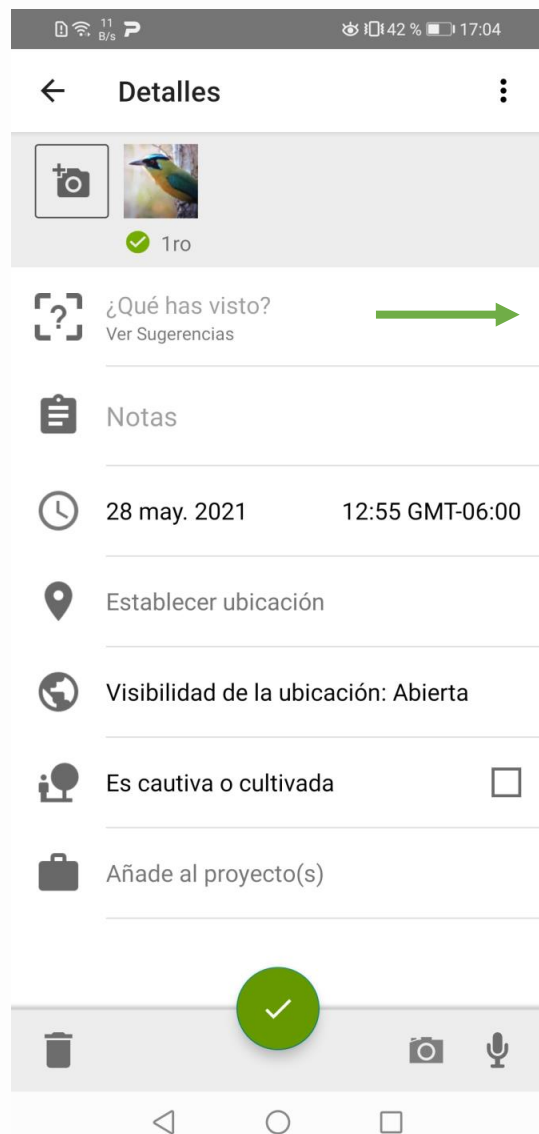 11 B/s 42 % 17:04
Detalles
1ro
¿Qué has visto?
Ver Sugerencias
Notas
28 may. 2021 12:55 GMT-06:00
Establecer ubicación
Visibilidad de la ubicación: Abierta
Es cautiva o cultivada
Añade al proyecto(s)